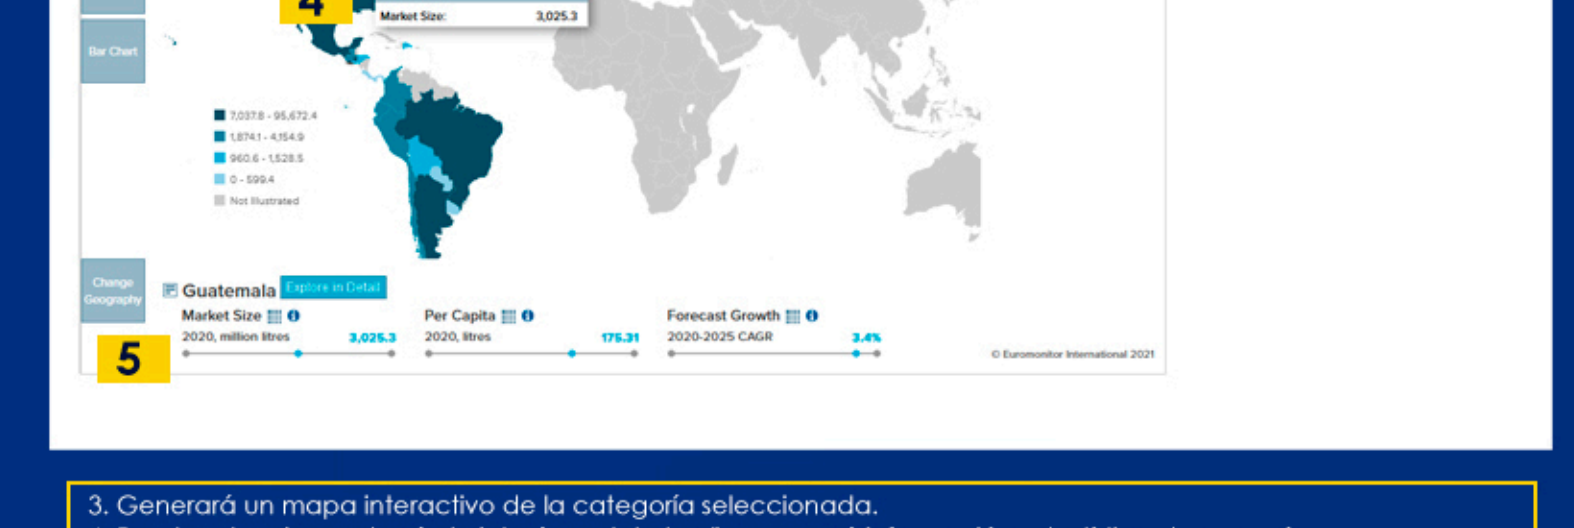 4
Market Size: 3,025.3
Bar Chart
7,037.8 - 95,672.4
1,874.1 - 4,154.9
960.6 - 1,528.5
0 - 599.4
Not Illustrated
Change
Geography
Guatemala Explore in Detail
Market Size
2020, million litres 3,025.3
Per Capita
2020, litres 175.31
Forecast Growth
2020-2025 CAGR 3.4%
5
© Euromonitor International 2021
3. Generará un mapa interactivo de la categoría seleccionada.